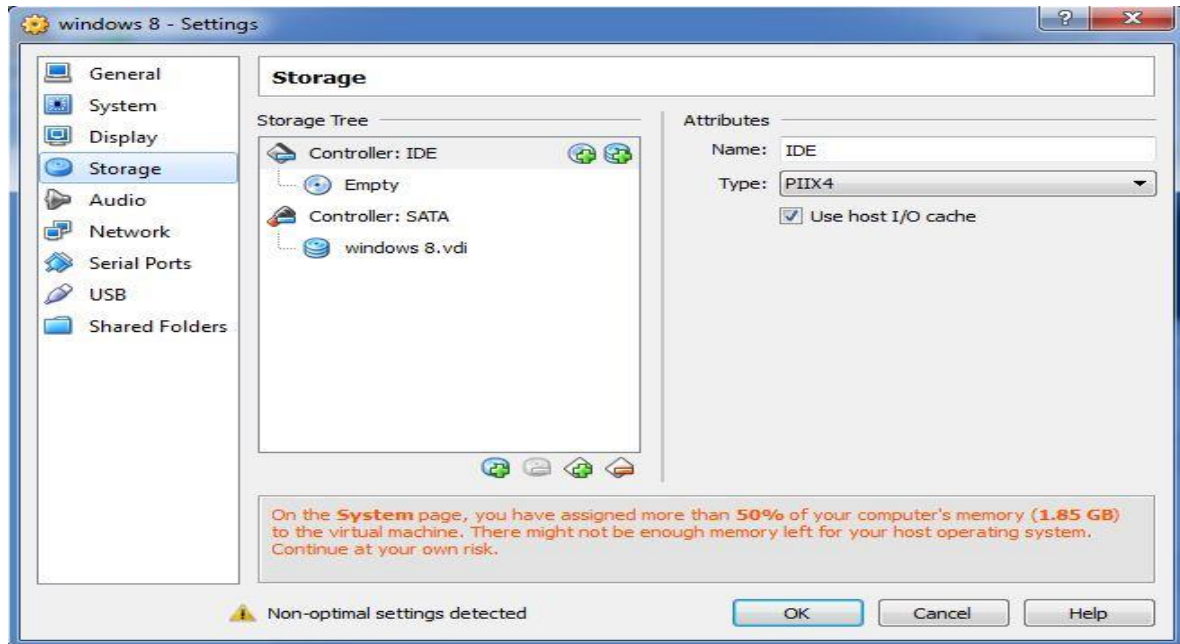 windows 8 - Settings
General
System
Display
Storage
Audio
Network
Serial Ports
USB
Shared Folders
Storage
Storage Tree
Controller: IDE
Empty
Controller: SATA
windows 8.vdi
Attributes
Name: IDE
Type: PIIX4
Use host I/O cache
On the System page, you have assigned more than 50% of your computer's memory (1.85 GB)
to the virtual machine. There might not be enough memory left for your host operating system.
Continue at your own risk.
Non-optimal settings detected
OK
Cancel
Help